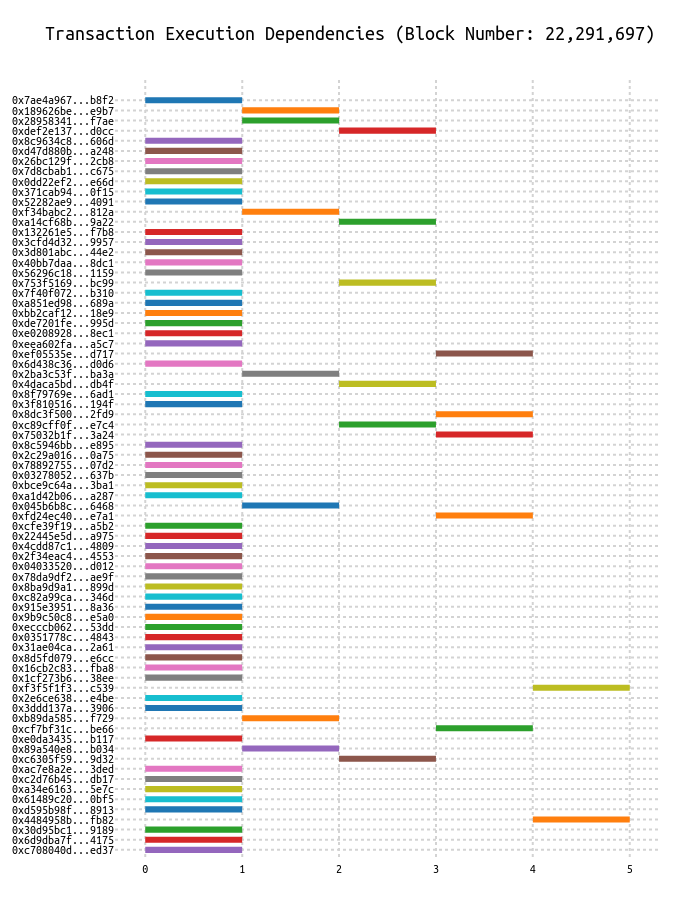 Transaction Execution Dependencies (Block Number: 22,291,697)
0x7ae4a967...b8f2
0x189626be...e9b7
0x28958341...f7ae
0xdef2e137...d0cc
0x8c9634c8...606d
0xd47d880b...a248
0x26bc129f...2cb8
0x7d8cbab1...c675
0x0dd22ef2...e66d
0x371cab94...0f15
0x52282ae9...4091
0xf34babc2...812a
0xa14cf68b...9a22
0x132261e5...f7b8
0x3cfd4d32...9957
0x3d801abc...44e2
0x40bb7daa...8dc1
0x56296c18...1159
0x753f5169...bc99
0x7f40f072...b310
0xa851ed98...689a
0xbb2caf12...18e9
0xde7201fe...995d
0xe0208928...8ec1
0xeea602fa...a5c7
0xef05535e...d717
0x6d438c36...d0d6
0x2ba3c53f...ba3a
0x4daca5bd...db4f
0x8f79769e...6ad1
0x3f810516...194f
0x8dc3f500...2fd9
0xc89cff0f...e7c4
0x75032b1f...3a24
0x8c5946bb...e895
0x2c29a016...0a75
0x78892755...07d2
0x03278052...637b
0xbce9c64a...3ba1
0xa1d42b06...a287
0x045b6b8c...6468
0xfd24ec40...e7a1
0xcfe39f19...a5b2
0x22445e5d...a975
0x4cdd87c1...4809
0x2f34eac4...4553
0x04033520...d012
0x78da9df2...ae9f
0x8ba9d9a1...899d
0xc82a99ca...346d
0x915e3951...8a36
0x9b9c50c8...e5a0
0xecccb062...53dd
0x0351778c...4843
0x31ae04ca...2a61
0x8d5fd079...e6cc
0x16cb2c83...fba8
0x1cf273b6...38ee
0xf3f5f1f3...c539
0x2e6ce638...e4be
0x3ddd137a...3906
0xb89da585...f729
0xcf7bf31c...be66
0xe0da3435...b117
0x89a540e8...b034
0xc6305f59...9d32
0xac7e8a2e...3ded
0xc2d76b45...db17
0xa34e6163...5e7c
0x61489c20...0bf5
0xd595b98f...8913
0x4484958b...fb82
0x30d95bc1...9189
0x6d9dba7f...4175
0xc708040d...ed37
0 1 2 3 4 5